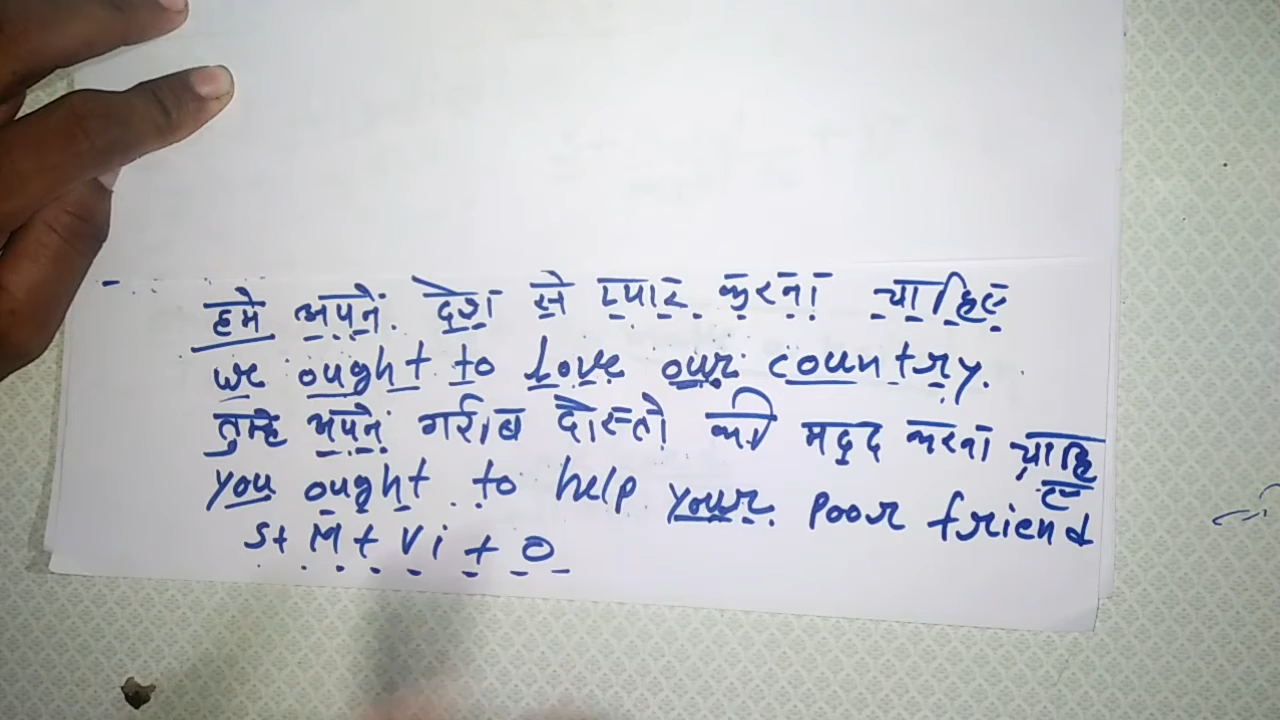 हमे अपने देश से प्यार करना चाहिए
we ought to love our country.
तुम्हे अपने गरीब दोस्तो की मदद करना चाहिए
you ought to help your poor friend
S+ M + Vi + O